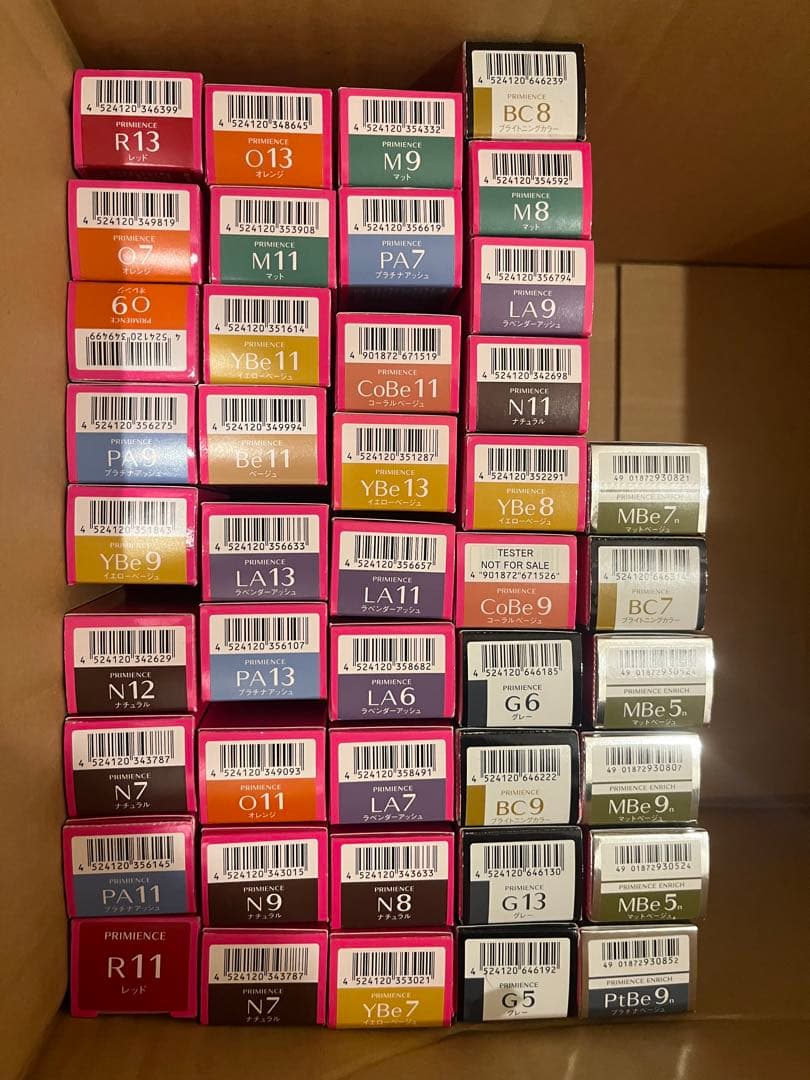 4 524120 346399
PRIMIENCE
R13
レッド
4 524120 349819
PRIMIENCE
O7
オレンジ
4 524120 349499
PRIMIENCE
O9
オレンジ
4 524120 356275
PRIMIENCE
PA9
プラチナアッシュ
4 524120 351843
PRIMIENCE
YBe9
イエローベージュ
4 524120 342629
PRIMIENCE
N12
ナチュラル
4 524120 343787
PRIMIENCE
N7
ナチュラル
4 524120 356145
PRIMIENCE
PA11
プラチナアッシュ
PRIMIENCE
R11
レッド
4 524120 348645
PRIMIENCE
O13
オレンジ
4 524120 353908
PRIMIENCE
M11
マット
4 524120 351614
PRIMIENCE
YBe11
イエローベージュ
4 524120 349994
PRIMIENCE
Be11
ベージュ
4 524120 356633
PRIMIENCE
LA13
ラベンダーアッシュ
4 524120 356107
PRIMIENCE
PA13
プラチナアッシュ
4 524120 349093
PRIMIENCE
O11
オレンジ
4 524120 343015
PRIMIENCE
N9
ナチュラル
4 524120 343787
PRIMIENCE
N7
ナチュラル
4 524120 354332
PRIMIENCE
M9
マット
4 524120 356619
PRIMIENCE
PA7
プラチナアッシュ
4 901872 671519
PRIMIENCE
CoBe11
コーラルベージュ
4 524120 351287
PRIMIENCE
YBe13
イエローベージュ
4 524120 356657
PRIMIENCE
LA11
ラベンダーアッシュ
4 524120 358682
PRIMIENCE
LA6
ラベンダーアッシュ
4 524120 358491
PRIMIENCE
LA7
ラベンダーアッシュ
4 524120 343633
PRIMIENCE
N8
ナチュラル
4 524120 353021
PRIMIENCE
YBe7
イエローベージュ
4 524120 646239
PRIMIENCE
BC8
ブライトニングカラー
4 524120 354592
PRIMIENCE
M8
マット
4 524120 356794
PRIMIENCE
LA9
ラベンダーアッシュ
4 524120 342698
PRIMIENCE
N11
ナチュラル
4 524120 352291
PRIMIENCE
YBe8
イエローベージュ
TESTER
NOT FOR SALE
4 901872 671526
PRIMIENCE
CoBe9
コーラルベージュ
4 524120 646185
PRIMIENCE
G6
グレー
4 524120 646222
PRIMIENCE
BC9
ブライトニングカラー
4 524120 646130
PRIMIENCE
G13
グレー
4 524120 646192
PRIMIENCE
G5
グレー
49 01872930821
PRIMIENCE ENRICH
MBe7n
マットベージュ
PRIMIENCE
BC7
ブライトニングカラー
49 01872930524
PRIMIENCE ENRICH
MBe5n
マットベージュ
49 01872930807
PRIMIENCE ENRICH
MBe9n
マットベージュ
49 01872930524
PRIMIENCE ENRICH
MBe5n
マットベージュ
49 01872930852
PRIMIENCE ENRICH
PtBe9n
プラチナベージュ